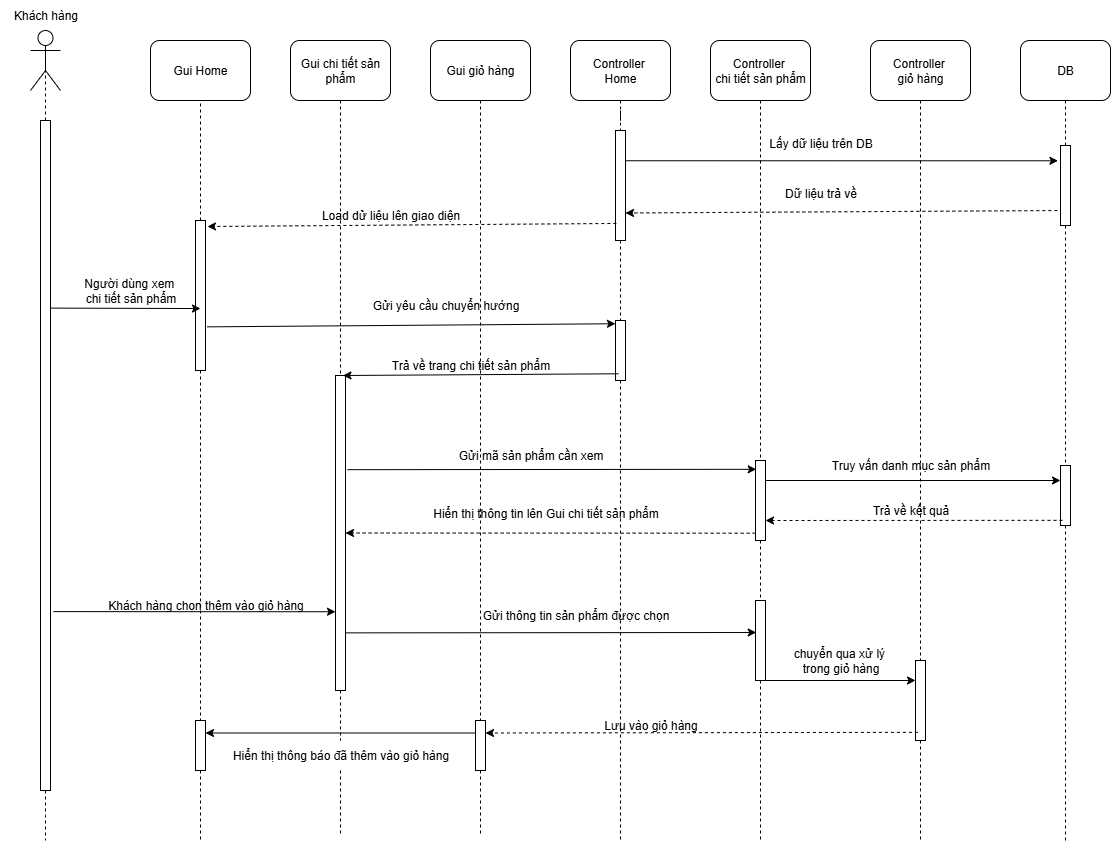 Khách hàng
Gui Home
Gui chi tiết sản
phẩm
Gui giỏ hàng
Controller
Home
Controller
chi tiết sản phẩm
Controller
giỏ hàng
DB
Lấy dữ liệu trên DB
Dữ liệu trả về
Load dử liệu lên giao diện
Người dùng xem
chi tiết sản phẩm
Gửi yêu cầu chuyển hướng
Trả về trang chi tiết sản phẩm
Gửi mã sản phẩm cần xem
Truy vấn danh mục sản phẩm
Trả về kết quả
Hiển thị thông tin lên Gui chi tiết sản phẩm
Khách hàng chọn thêm vào giỏ hàng
Gửi thông tin sản phẩm được chọn
chuyển qua xử lý
trong giỏ hàng
Lưu vào giỏ hàng
Hiển thị thông báo đã thêm vào giỏ hàng